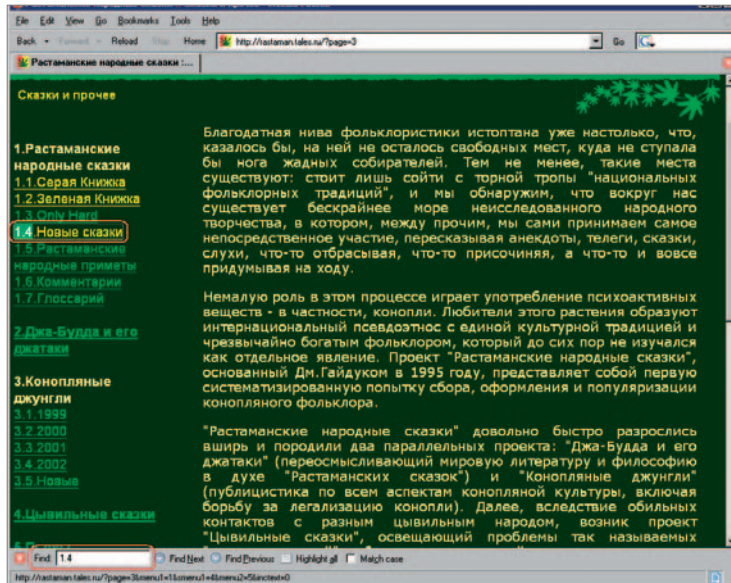 File Edit View Go Bookmarks Tools Help
Back Forward Reload Stop Home http://rastaman.tales.ru/?page=3 Go
Растаманские народные сказки :...
Сказки и прочее
1.Растаманские
народные сказки
1.1.Серая Книжка
1.2.Зеленая Книжка
1.3.Only Hard
1.4.Новые сказки
1.5.Растаманские
народные приметы
1.6.Комментарии
1.7.Глоссарий
2.Джа-Будда и его
джатаки
3.Конопляные
джунгли
3.1.1999
3.2.2000
3.3.2001
3.4.2002
3.5.Новые
4.Цывильные сказки
Благодатная нива фольклористики истоптана уже настолько, что,
казалось бы, на ней не осталось свободных мест, куда не ступала
бы нога жадных собирателей. Тем не менее, такие места
существуют: стоит лишь сойти с торной тропы "национальных
фольклорных традиций", и мы обнаружим, что вокруг нас
существует бескрайнее море неисследованного народного
творчества, в котором, между прочим, мы сами принимаем самое
непосредственное участие, пересказывая анекдоты, телеги, сказки,
слухи, что-то отбрасывая, что-то присочиняя, а что-то и вовсе
придумывая на ходу.
Немалую роль в этом процессе играет употребление психоактивных
веществ - в частности, конопли. Любители этого растения образуют
интернациональный псевдоэтнос с единой культурной традицией и
чрезвычайно богатым фольклором, который до сих пор не изучался
как отдельное явление. Проект "Растаманские народные сказки",
основанный Дм.Гайдуком в 1995 году, представляет собой первую
систематизированную попытку сбора, оформления и популяризации
конопляного фольклора.
"Растаманские народные сказки" довольно быстро разрослись
вширь и породили два параллельных проекта: "Джа-Будда и его
джатаки" (переосмысливающий мировую литературу и философию
в духе "Растаманских сказок") и "Конопляные джунгли"
(публицистика по всем аспектам конопляной культуры, включая
борьбу за легализацию конопли). Далее, вследствие обильных
контактов с разным цывильным народом, возник проект
"Цывильные сказки", освещающий проблемы так называемых
Find: 1.4 Find Next Find Previous Highlight all Match case
http://rastaman.tales.ru/?page=3&menu1=1&smenu1=4&menu2=5&inctext=0